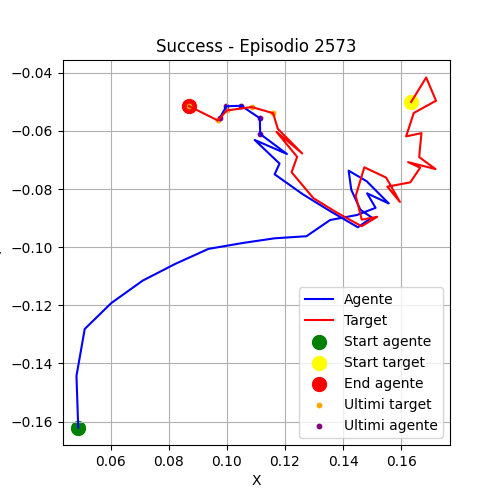 Success - Episodio 2573
−0.04
−0.06
−0.08
−0.10
−0.12
−0.14
−0.16
0.06
0.08
0.10
0.12
0.14
0.16
X
Agente
Target
Start agente
Start target
End agente
Ultimi target
Ultimi agente